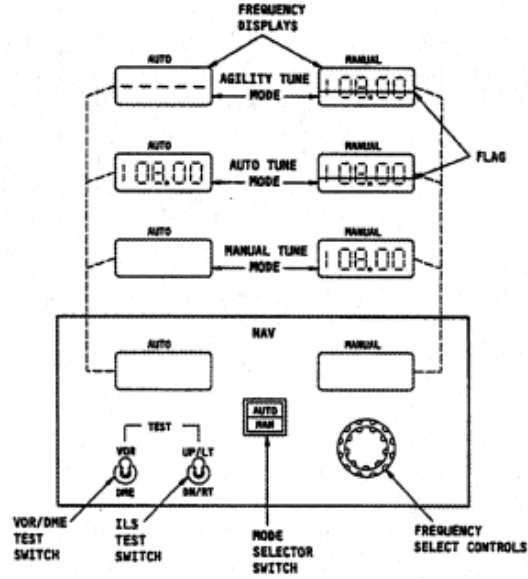 FREQUENCY
DISPLAYS
AUTO
MANUAL
-----
AGILITY TUNE
MODE
108.00
AUTO
MANUAL
FLAG
108.00
AUTO TUNE
MODE
108.00
AUTO
MANUAL
MANUAL TUNE
MODE
108.00
NAV
AUTO
MANUAL
TEST
AUTO
MAN
VOR
UP/LT
DME
DN/RT
VOR/DME
TEST
SWITCH
ILS
TEST
SWITCH
MODE
SELECTOR
SWITCH
FREQUENCY
SELECT CONTROLS